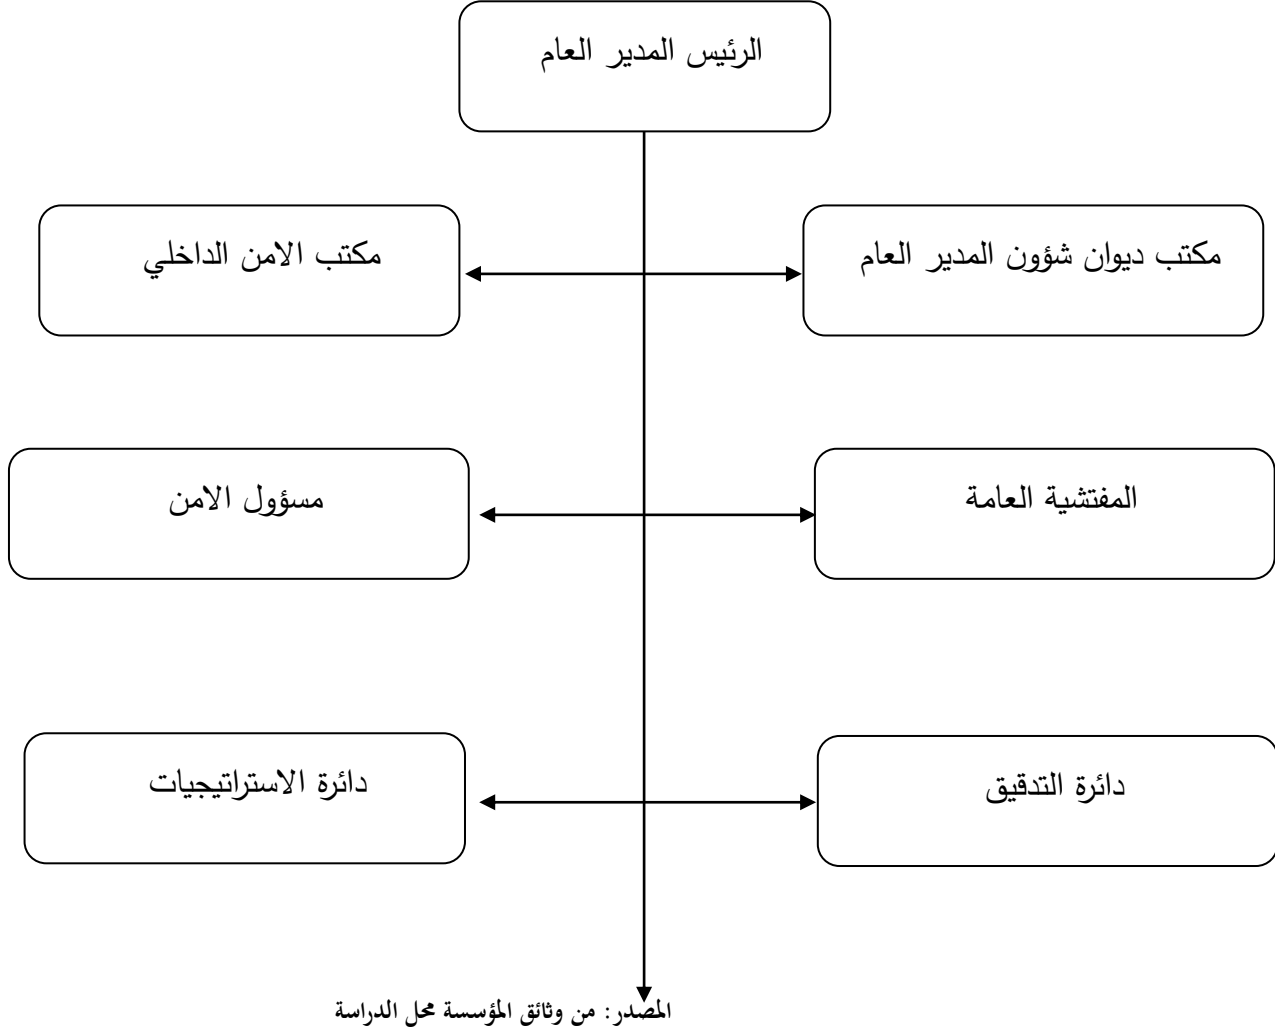 الرئيس المدير العام
مكتب ديوان شؤون المدير العام
مكتب الامن الداخلي
المفتشية العامة
مسؤول الامن
دائرة التدقيق
دائرة الاستراتيجيات
المصدر: من وثائق المؤسسة محل الدراسة